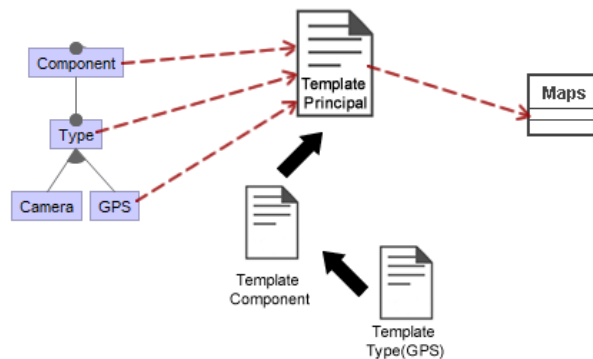 Component
Type
Camera
GPS
Template
Principal
Maps
Template
Component
Template
Type(GPS)